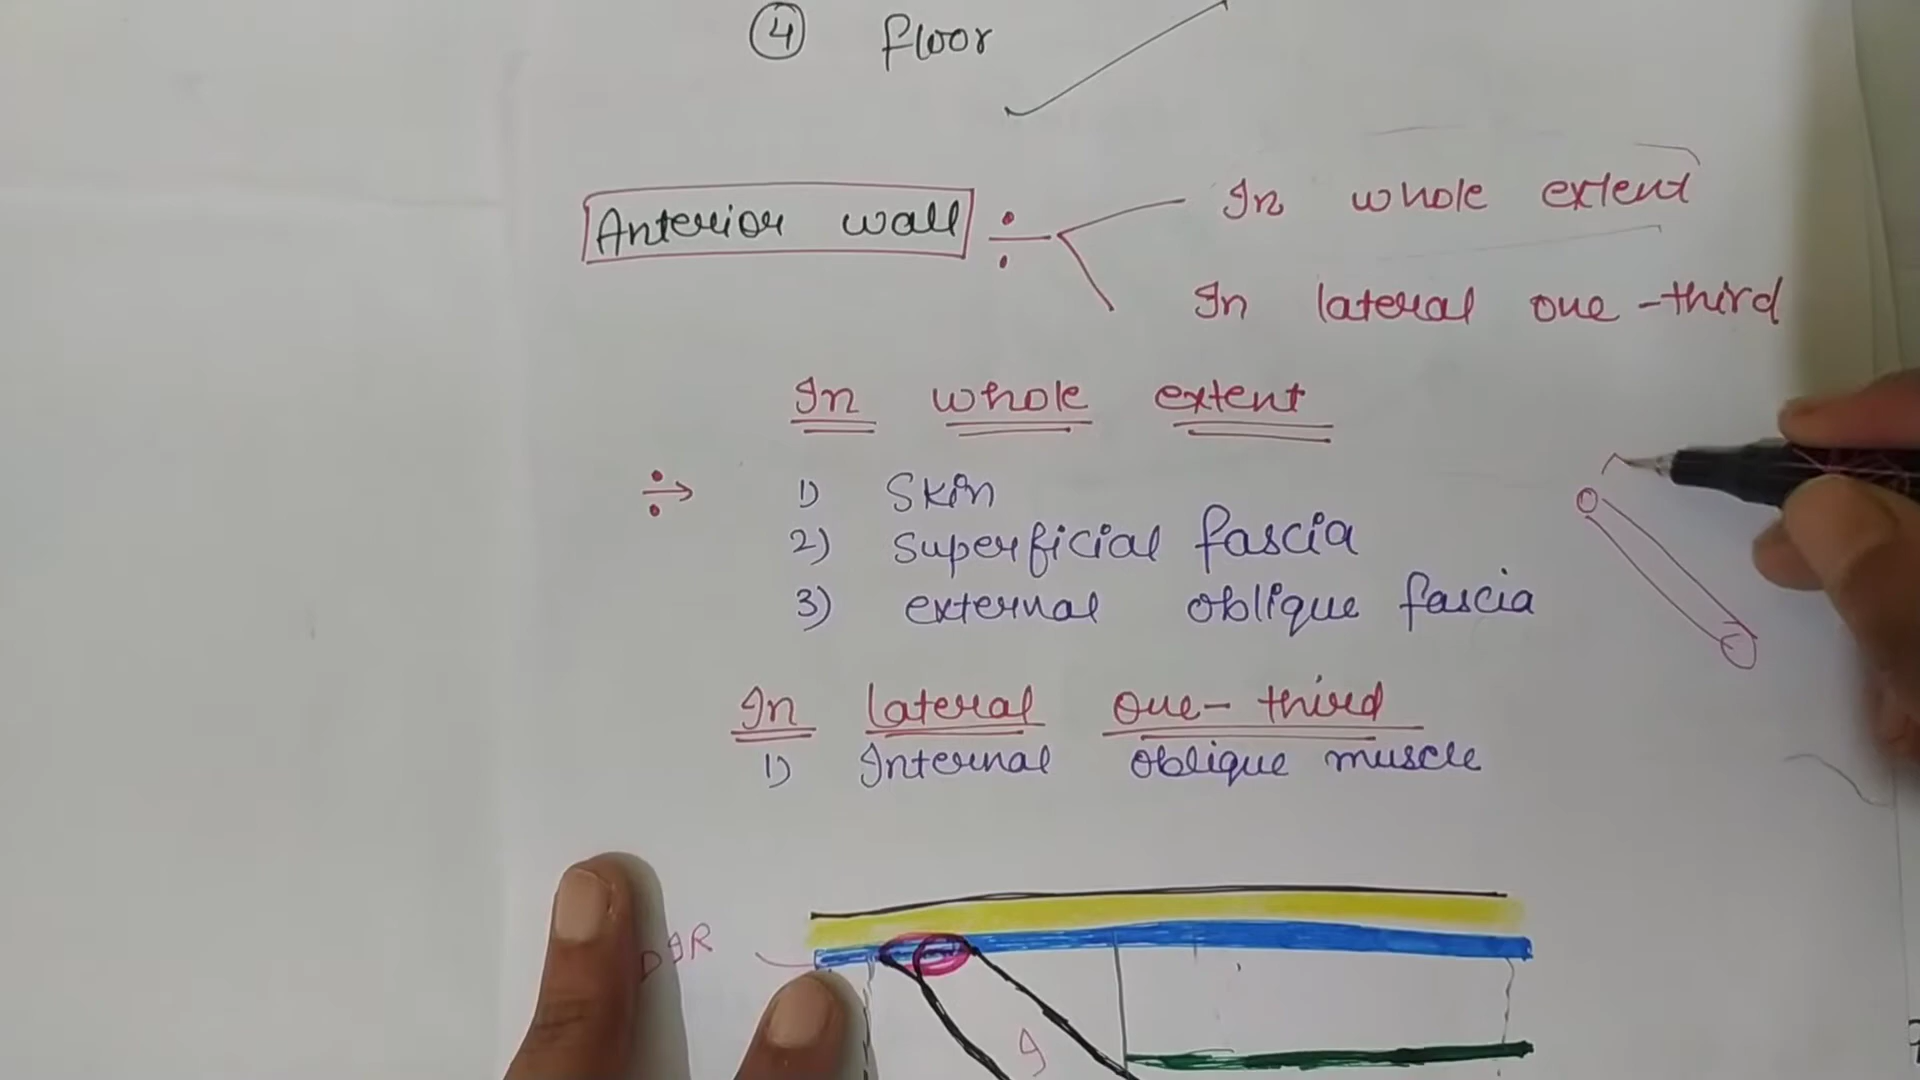 ④ floor
Anterior wall ÷ In whole extent
In lateral one-third
In whole extent
÷→ 1) Skin
2) superficial fascia
3) external oblique fascia
In lateral one-third
1) Internal oblique muscle
DIR